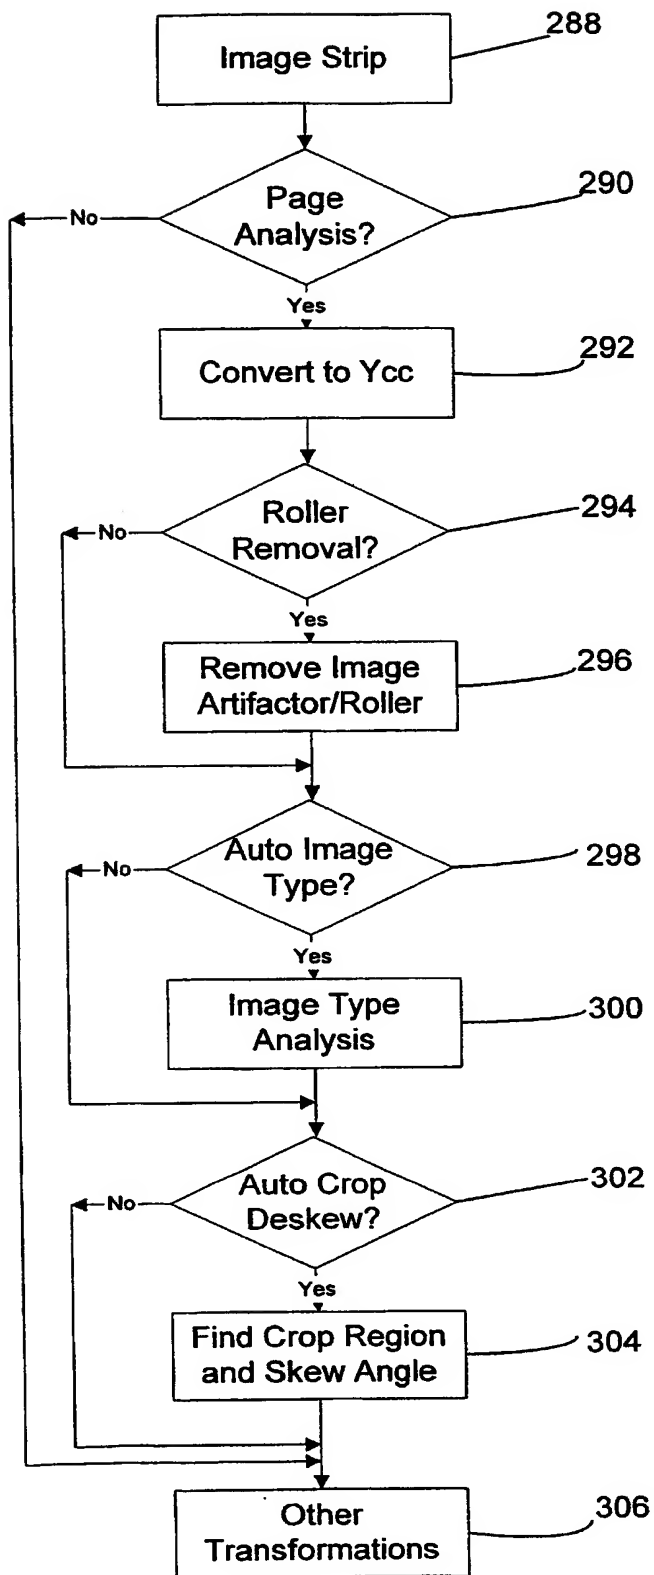 288
Image Strip
290
Page
Analysis?
No
Yes
292
Convert to Ycc
294
Roller
Removal?
No
Yes
296
Remove Image
Artifactor/Roller
298
Auto Image
Type?
No
Yes
300
Image Type
Analysis
302
Auto Crop
Deskew?
No
Yes
304
Find Crop Region
and Skew Angle
306
Other
Transformations